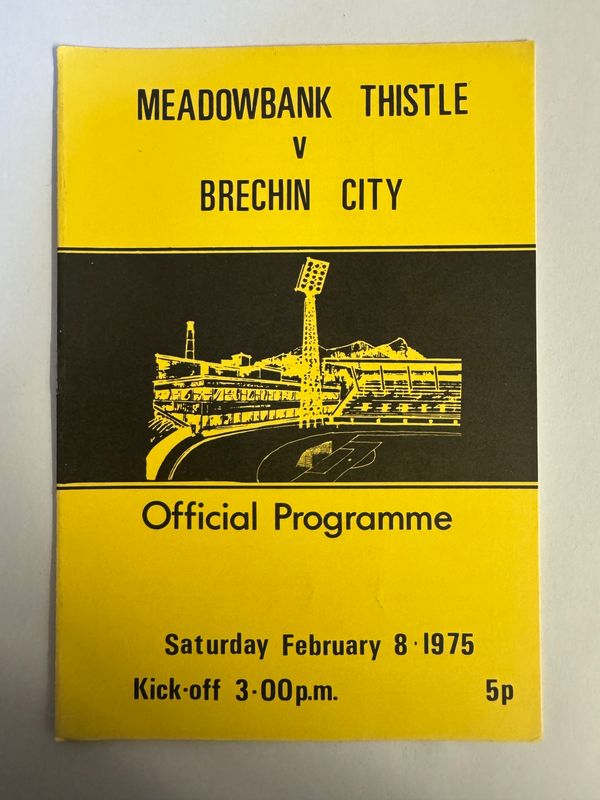 MEADOWBANK THISTLE
v
BRECHIN CITY
Official Programme
Saturday February 8·1975
Kick-off 3·00p.m. 5p